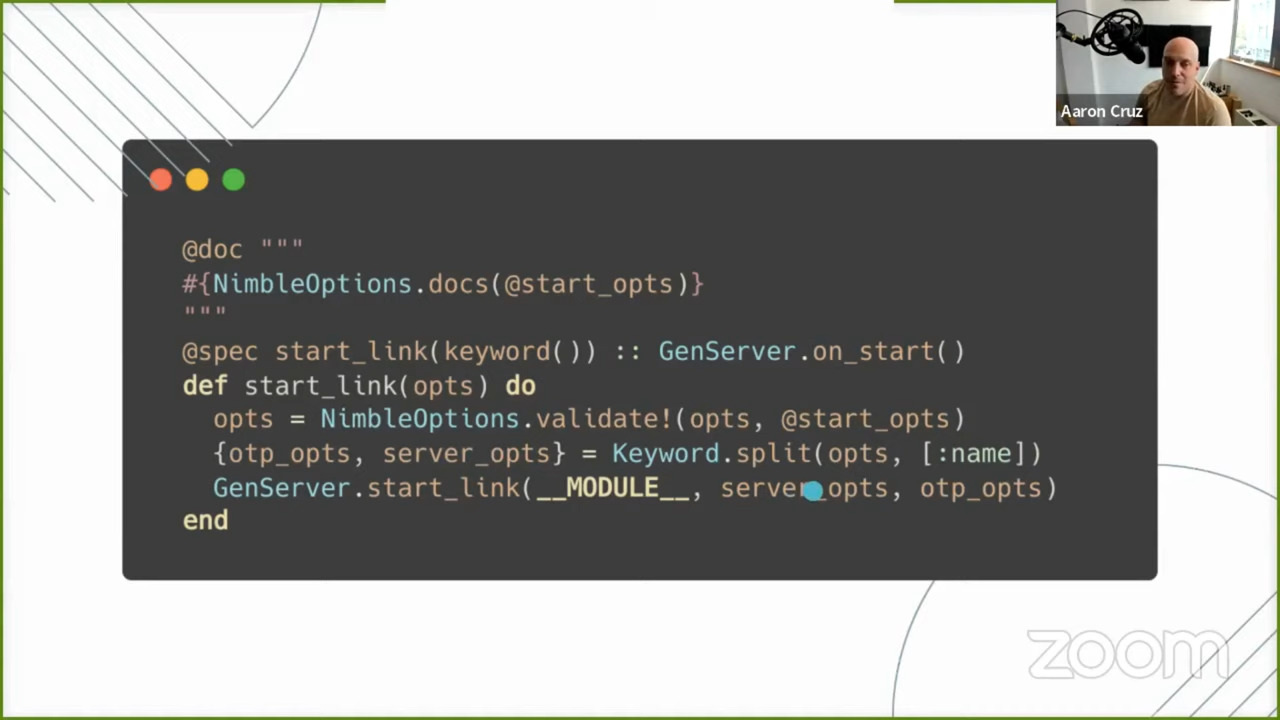 Aaron Cruz
@doc """
#{NimbleOptions.docs(@start_opts)}
"""
@spec start_link(keyword()) :: GenServer.on_start()
def start_link(opts) do
  opts = NimbleOptions.validate!(opts, @start_opts)
  {otp_opts, server_opts} = Keyword.split(opts, [:name])
  GenServer.start_link(__MODULE__, server_opts, otp_opts)
end
zoom